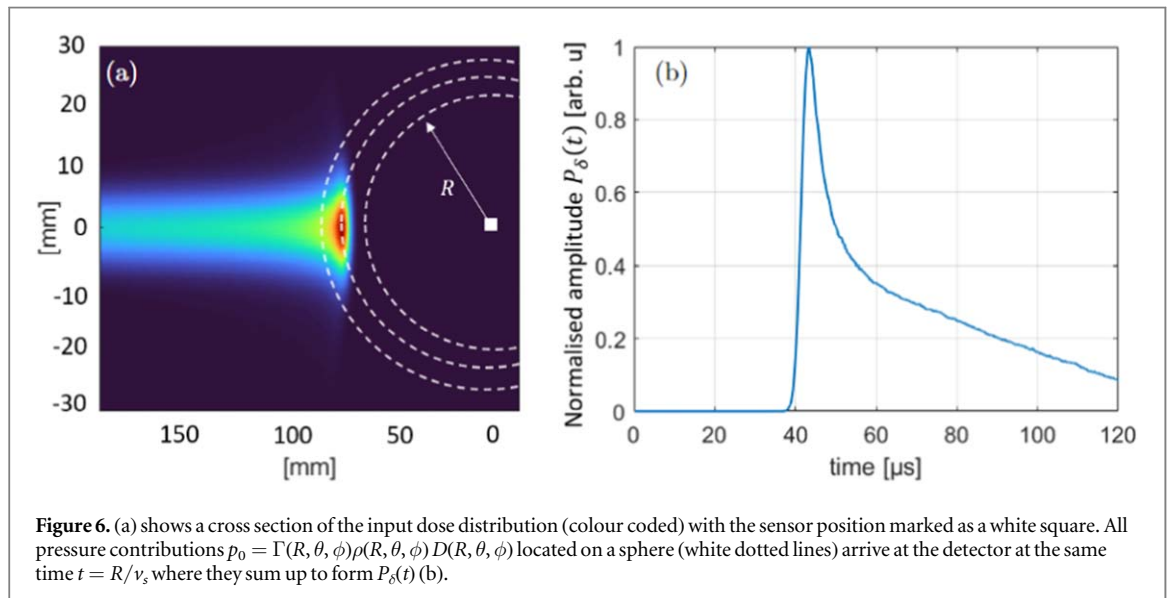 30
20
10
0
-10
-20
-30
[mm]
(a)
R
150
100
50
0
[mm]
1
0.8
0.6
0.4
0.2
0
Normalised amplitude P_δ(t) [arb. u]
(b)
0 20 40 60 80 100 120
time [μs]
Figure 6. (a) shows a cross section of the input dose distribution (colour coded) with the sensor position marked as a white square. All
pressure contributions p₀ = Γ(R, θ, ϕ)ρ(R, θ, ϕ) D(R, θ, ϕ) located on a sphere (white dotted lines) arrive at the detector at the same
time t = R/v_s where they sum up to form P_δ(t) (b).